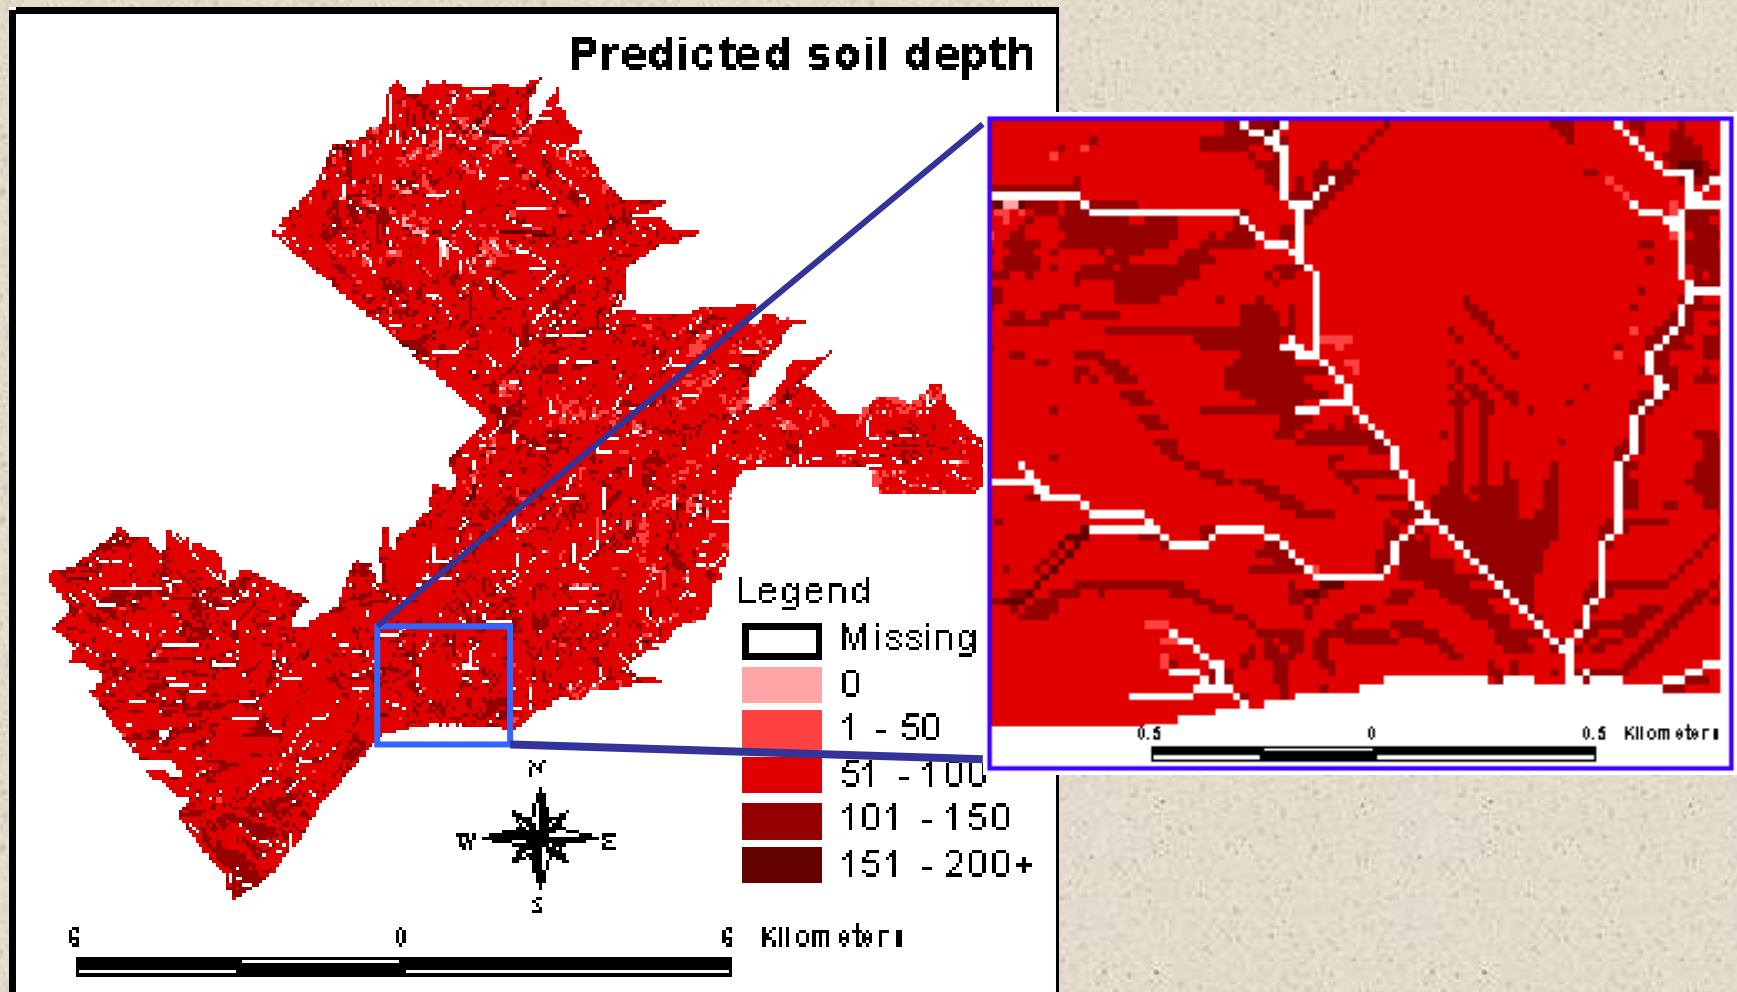 Predicted soil depth
Legend
Missing
0
1 - 50
51 - 100
101 - 150
151 - 200+
N
W E
S
6 0 6 Kilometers
0.5 0 0.5 Kilometers